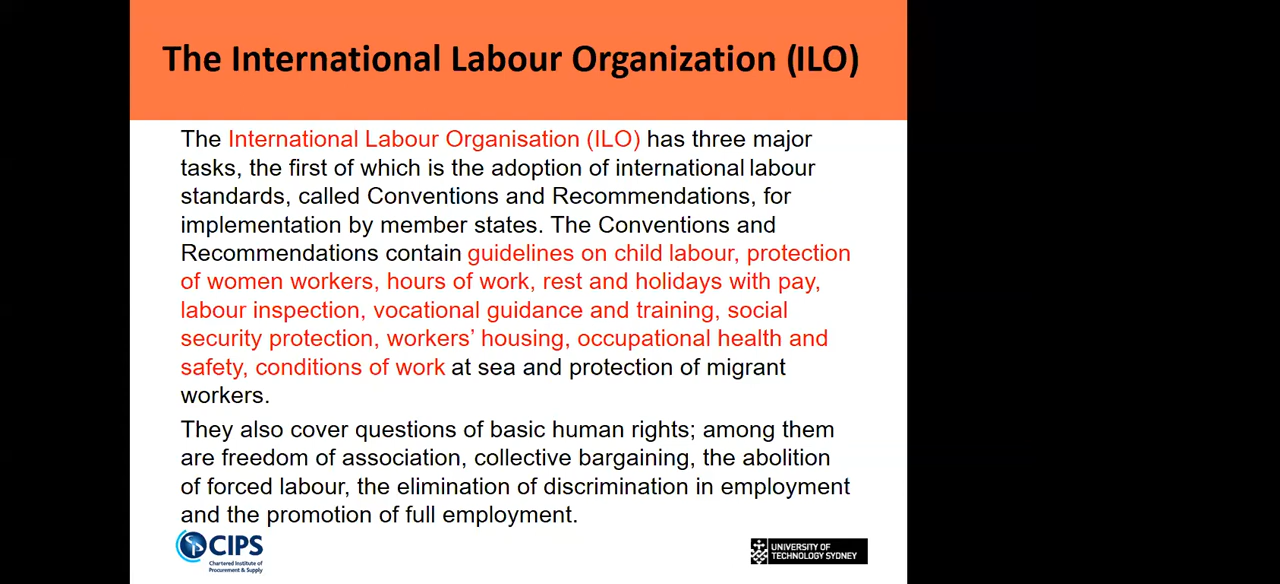 The International Labour Organization (ILO)
The International Labour Organisation (ILO) has three major
tasks, the first of which is the adoption of international labour
standards, called Conventions and Recommendations, for
implementation by member states. The Conventions and
Recommendations contain guidelines on child labour, protection
of women workers, hours of work, rest and holidays with pay,
labour inspection, vocational guidance and training, social
security protection, workers’ housing, occupational health and
safety, conditions of work at sea and protection of migrant
workers.
They also cover questions of basic human rights; among them
are freedom of association, collective bargaining, the abolition
of forced labour, the elimination of discrimination in employment
and the promotion of full employment.
CIPS
Chartered Institute of
Procurement & Supply
UNIVERSITY OF
TECHNOLOGY SYDNEY